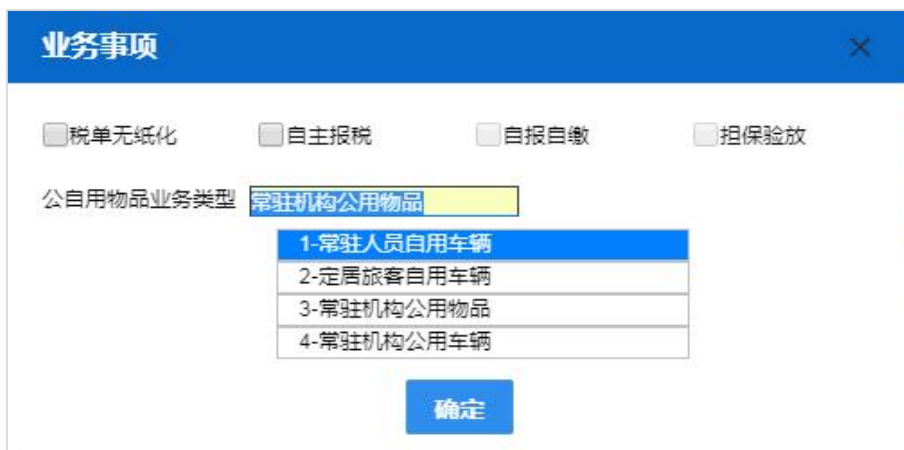 业务事项
税单无纸化 自主报税 自报自缴 担保验放
公自用物品业务类型 常驻机构公用物品
1-常驻人员自用车辆
2-定居旅客自用车辆
3-常驻机构公用物品
4-常驻机构公用车辆
确定